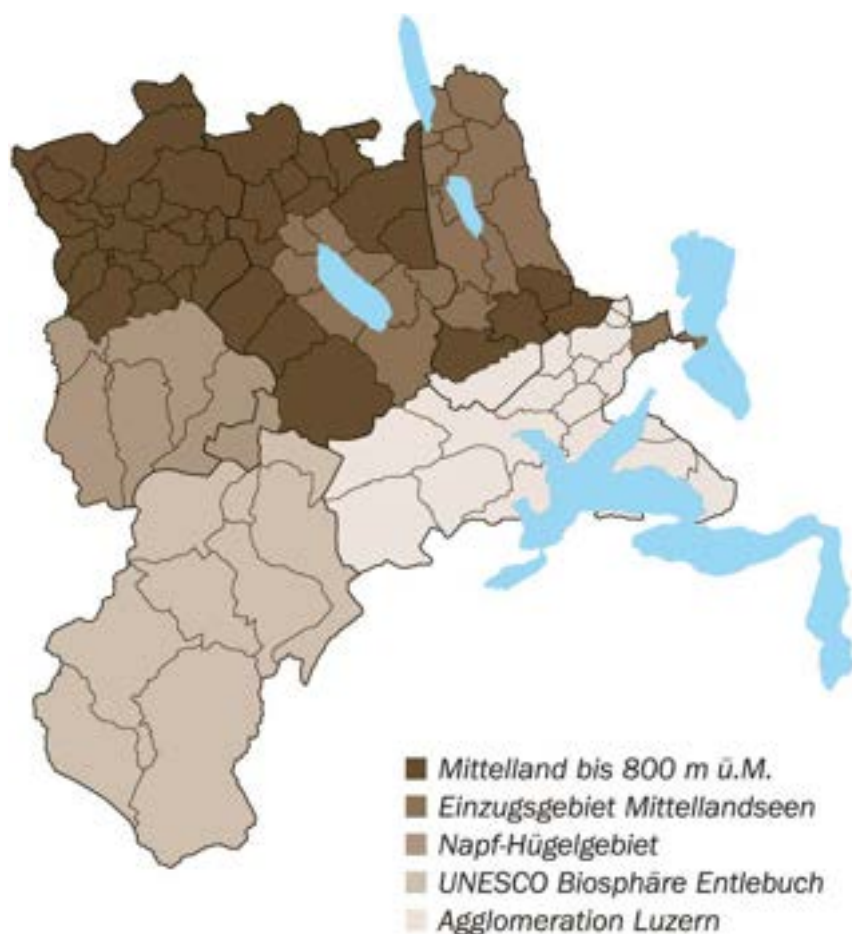 Mittelland bis 800 m ü.M.
Einzugsgebiet Mittellandseen
Napf-Hügelgebiet
UNESCO Biosphäre Entlebuch
Agglomeration Luzern